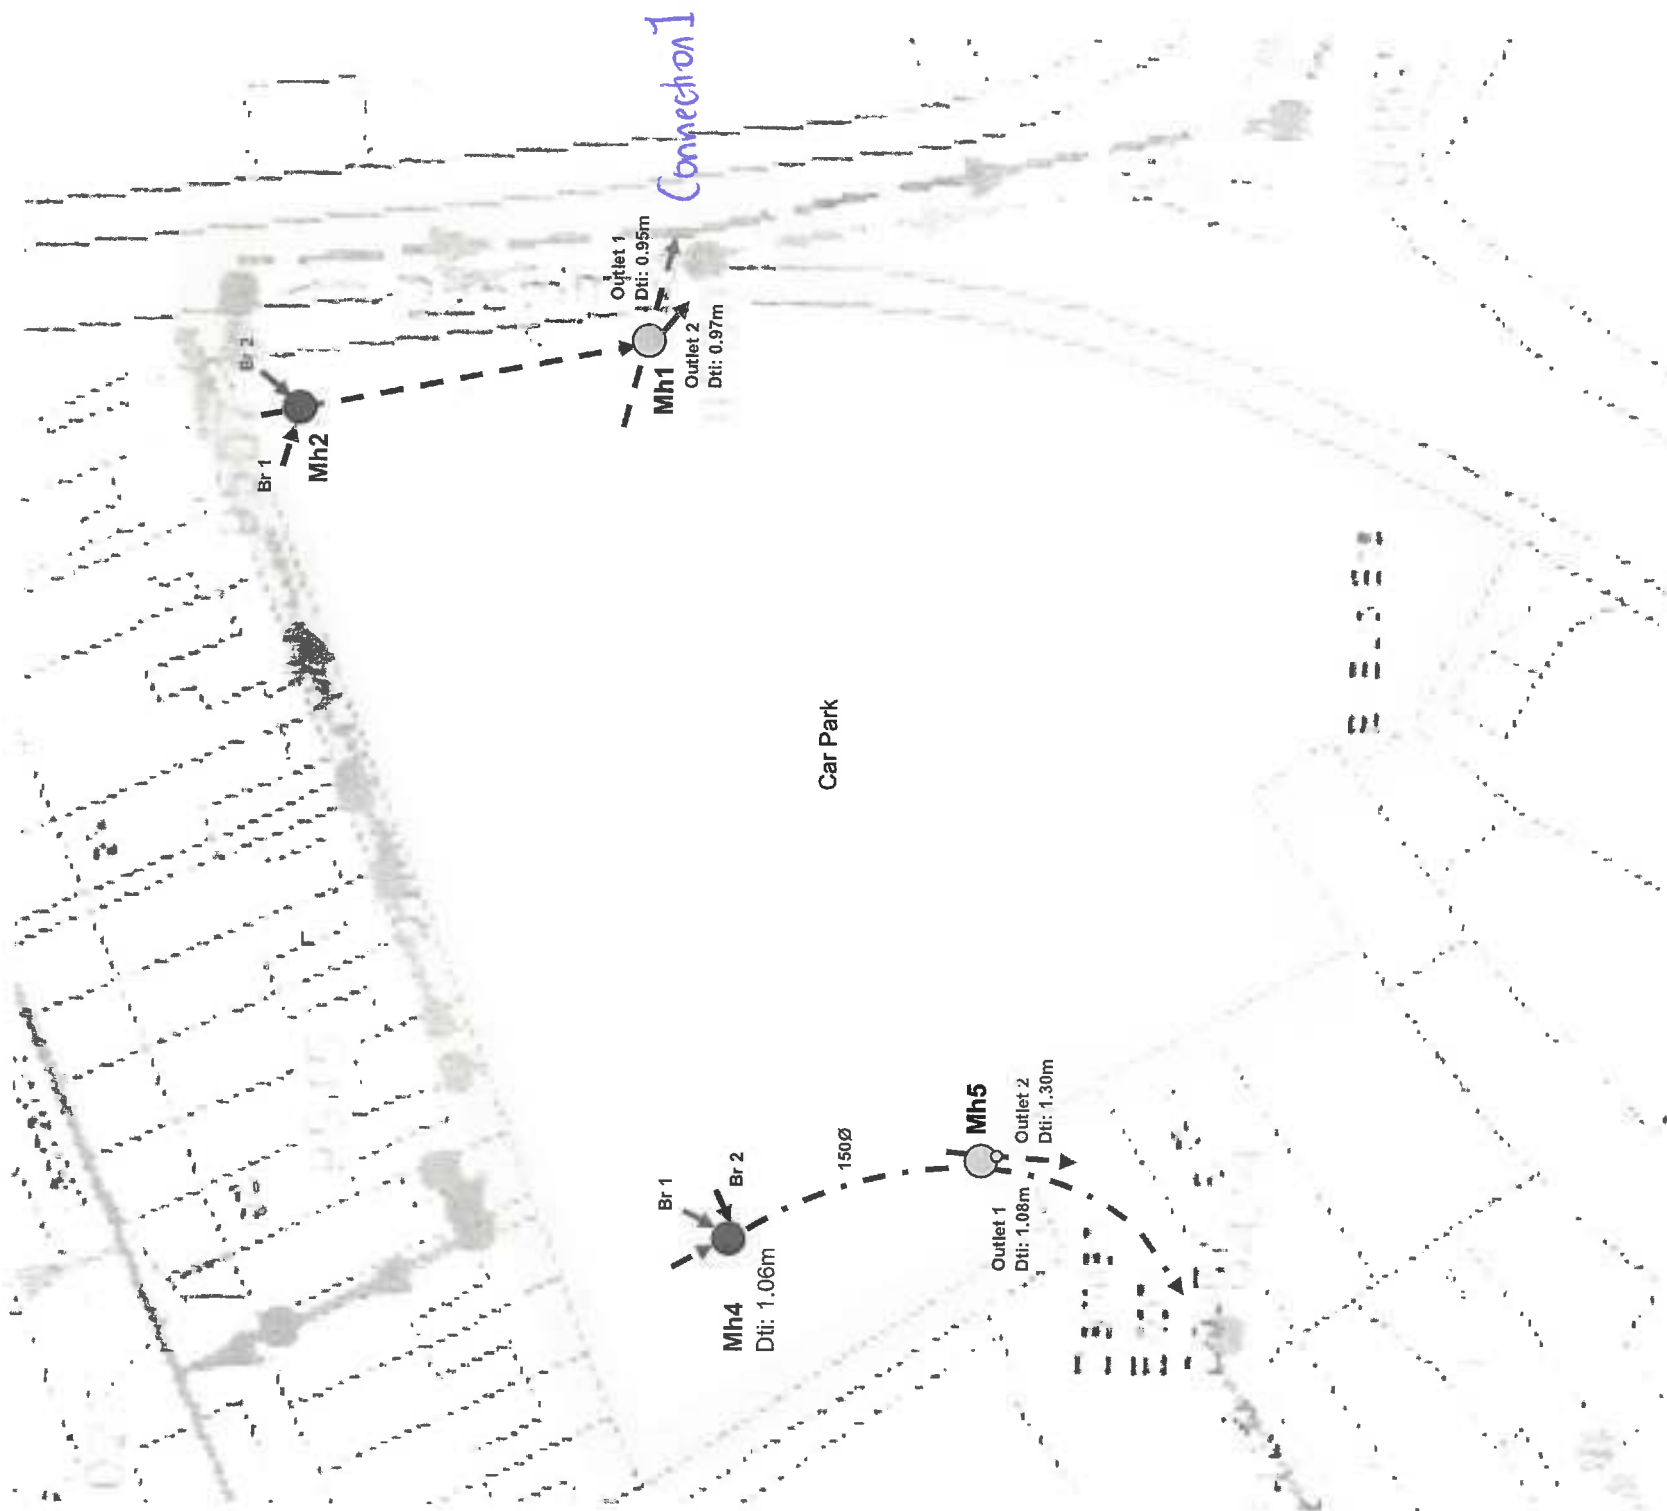 Connection 1
Outlet 1
Dti: 0.95m
Br 2
Mh1
Outlet 2
Dti: 0.97m
Br 1
Mh2
Car Park
Mh5
Outlet 2
Dti: 1.30m
150Ø
Br 1
Br 2
Outlet 1
Dti: 1.08m
Mh4
Dti: 1.06m